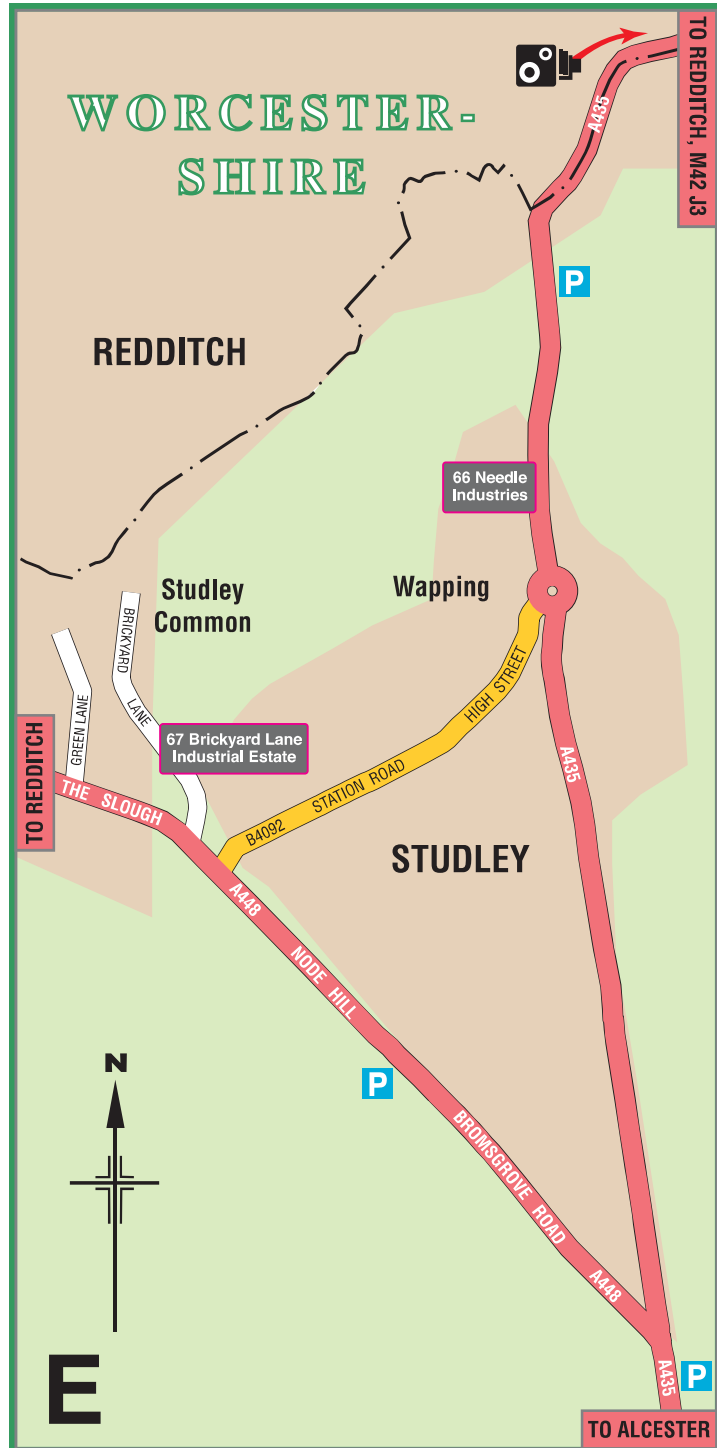 WORCESTER-
SHIRE
TO REDDITCH, M42 J3
A435
P
REDDITCH
66 Needle
Industries
Wapping
Studley
Common
BRICKYARD
LANE
GREEN LANE
HIGH STREET
67 Brickyard Lane
Industrial Estate
TO REDDITCH
THE SLOUGH
B4092 STATION ROAD
A435
STUDLEY
A448
NODE HILL
N
P
BROMSGROVE ROAD
A448
E
A435
P
TO ALCESTER